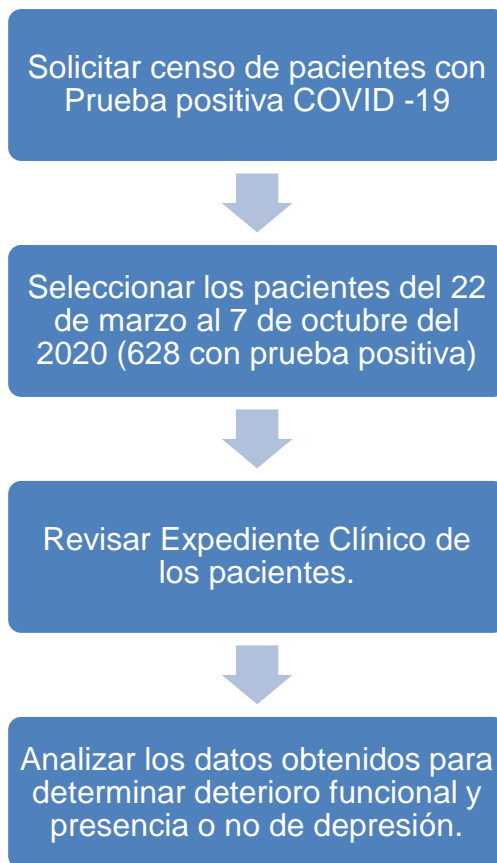 Solicitar censo de pacientes con
Prueba positiva COVID -19
Seleccionar los pacientes del 22
de marzo al 7 de octubre del
2020 (628 con prueba positiva)
Revisar Expediente Clínico de
los pacientes.
Analizar los datos obtenidos para
determinar deterioro funcional y
presencia o no de depresión.